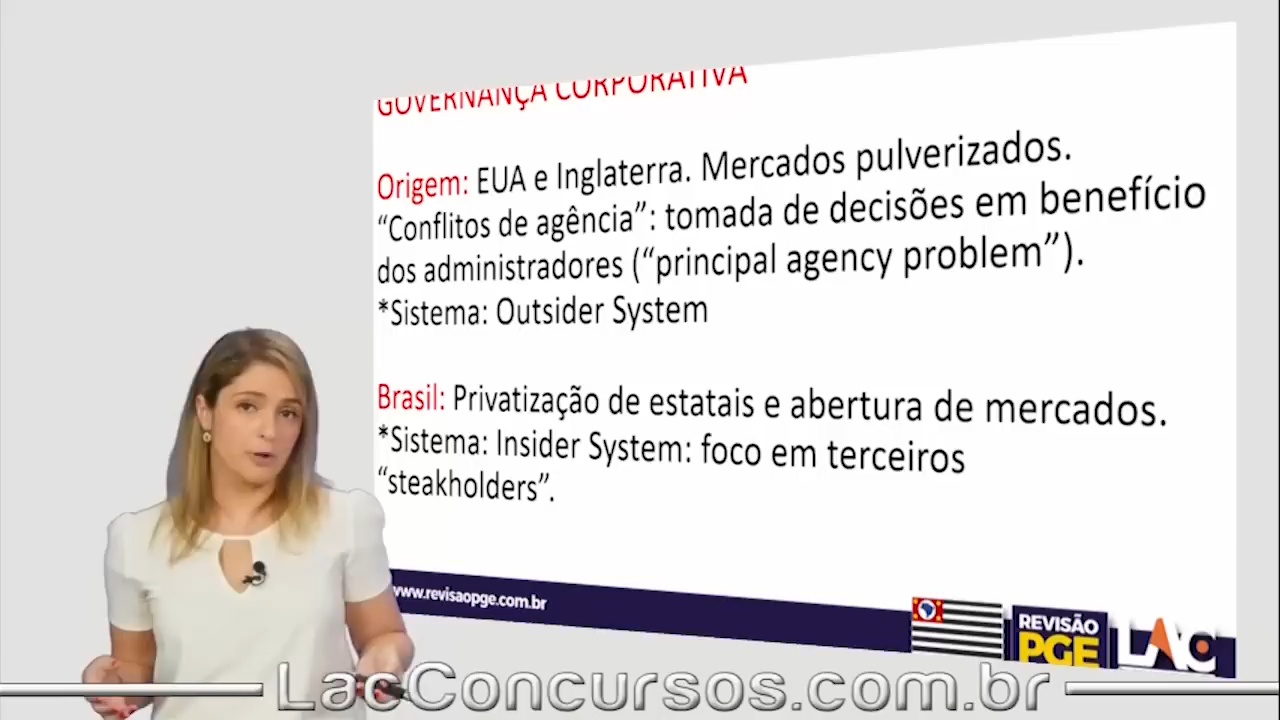 GOVERNANÇA CORPORATIVA
Origem: EUA e Inglaterra. Mercados pulverizados.
“Conflitos de agência”: tomada de decisões em benefício
dos administradores (“principal agency problem”).
*Sistema: Outsider System
Brasil: Privatização de estatais e abertura de mercados.
*Sistema: Insider System: foco em terceiros
“steakholders”.
www.revisaopge.com.br
REVISÃO
PGE
LAC
LacConcursos.com.br